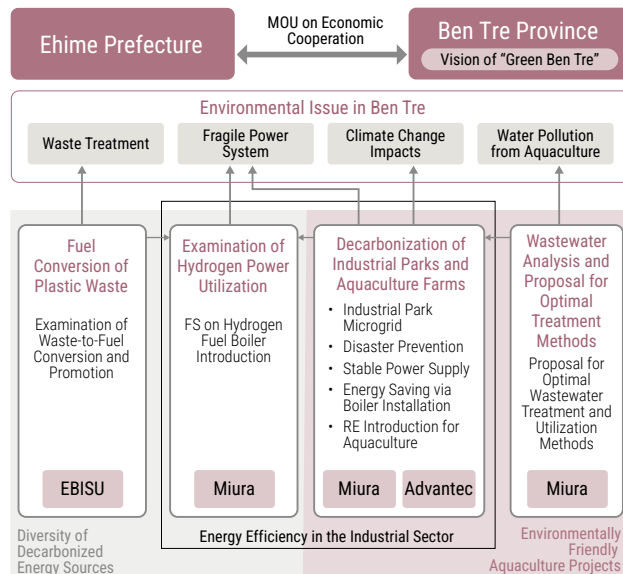 Ehime Prefecture
MOU on Economic
Cooperation
Ben Tre Province
Vision of “Green Ben Tre”
Environmental Issue in Ben Tre
Waste Treatment
Fragile Power
System
Climate Change
Impacts
Water Pollution
from Aquaculture
Fuel
Conversion of
Plastic Waste
Examination of
Waste-to-Fuel
Conversion and
Promotion
EBISU
Examination of
Hydrogen Power
Utilization
FS on Hydrogen
Fuel Boiler
Introduction
Miura
Decarbonization of
Industrial Parks and
Aquaculture Farms
• Industrial Park
Microgrid
• Disaster Prevention
• Stable Power Supply
• Energy Saving via
Boiler Installation
• RE Introduction for
Aquaculture
Miura
Advantec
Wastewater
Analysis and
Proposal for
Optimal
Treatment
Methods
Proposal for
Optimal
Wastewater
Treatment and
Utilization
Methods
Miura
Diversity of
Decarbonized
Energy Sources
Energy Efficiency in the Industrial Sector
Environmentally
Friendly
Aquaculture Projects